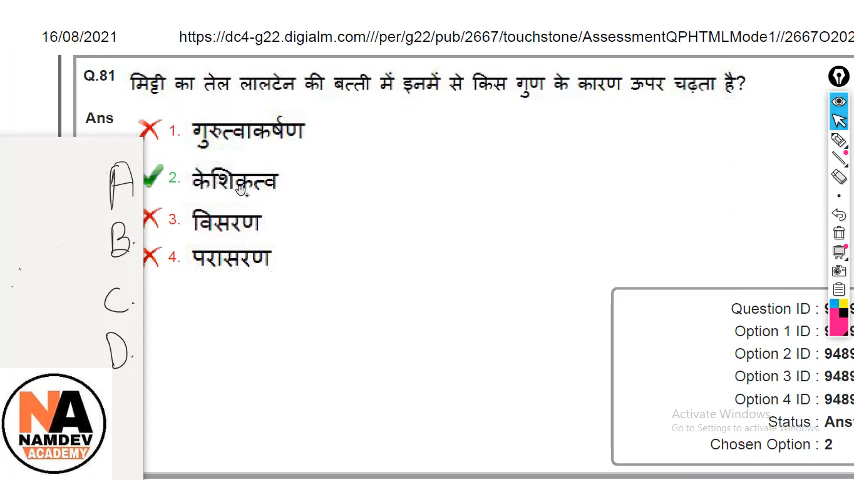 16/08/2021 https://dc4-g22.digialm.com///per/g22/pub/2667/touchstone/AssessmentQPHTMLMode1//2667O202
Q.81 मिट्टी का तेल लालटेन की बत्ती में इनमें से किस गुण के कारण ऊपर चढ़ता है?
Ans
1. गुरुत्वाकर्षण
2. केशिकत्व
3. विसरण
4. परासरण
A
B.
C.
D.
NA
NAMDEV
ACADEMY
Question ID : 9
Option 1 ID :
Option 2 ID : 9489
Option 3 ID : 9489
Option 4 ID : 9489
Activate Windows
Go to Settings to activate Windows.
Status : Ans
Chosen Option : 2